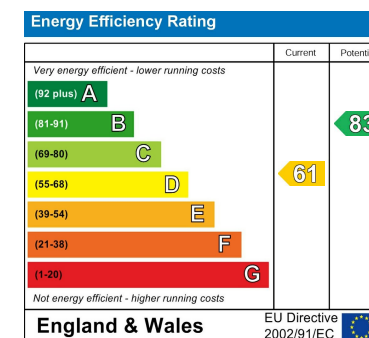 Energy Efficiency Rating
Current Potenti
Very energy efficient - lower running costs
(92 plus) A
(81-91) B
83
(69-80) C
61
(55-68) D
(39-54) E
(21-38) F
(1-20) G
Not energy efficient - higher running costs
England & Wales
EU Directive
2002/91/EC